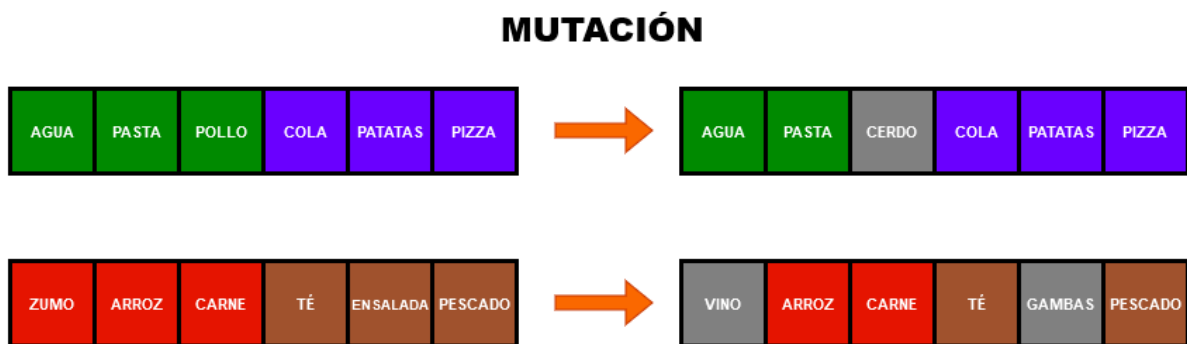 MUTACIÓN
AGUA PASTA POLLO COLA PATATAS PIZZA AGUA PASTA CERDO COLA PATATAS PIZZA
ZUMO ARROZ CARNE TÉ ENSALADA PESCADO VINO ARROZ CARNE TÉ GAMBAS PESCADO